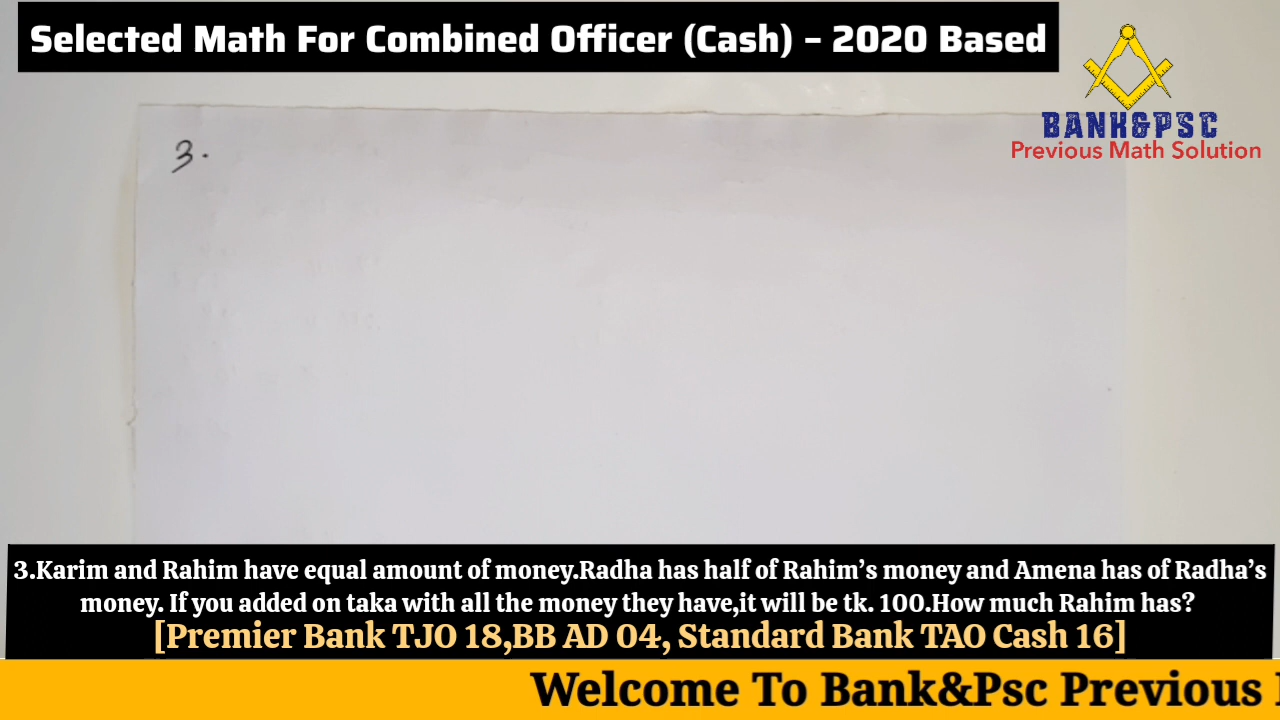 Selected Math For Combined Officer (Cash) – 2020 Based
BANK&PSC
Previous Math Solution
3.
3.Karim and Rahim have equal amount of money.Radha has half of Rahim’s money and Amena has of Radha’s
money. If you added on taka with all the money they have,it will be tk. 100.How much Rahim has?
[Premier Bank TJO 18,BB AD 04, Standard Bank TAO Cash 16]
Welcome To Bank&Psc Previous